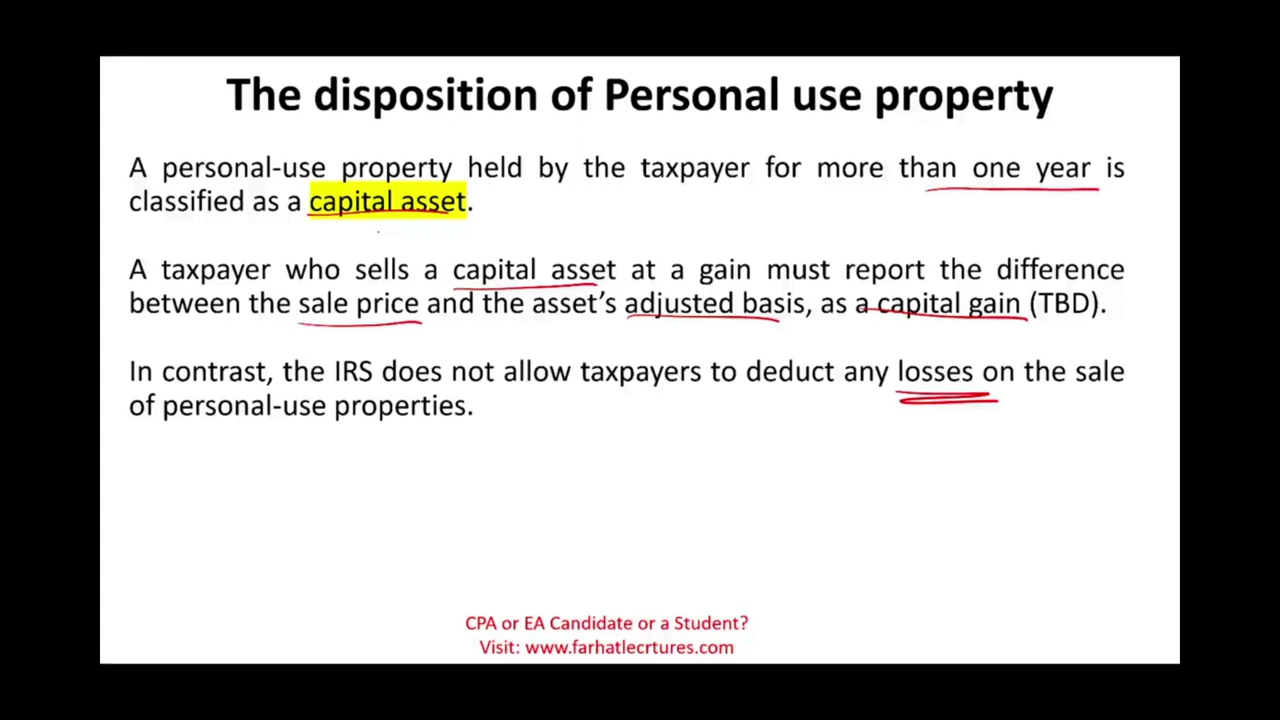 The disposition of Personal use property
A personal-use property held by the taxpayer for more than one year is
classified as a capital asset.
A taxpayer who sells a capital asset at a gain must report the difference
between the sale price and the asset’s adjusted basis, as a capital gain (TBD).
In contrast, the IRS does not allow taxpayers to deduct any losses on the sale
of personal-use properties.
CPA or EA Candidate or a Student?
Visit: www.farhatlecrtures.com